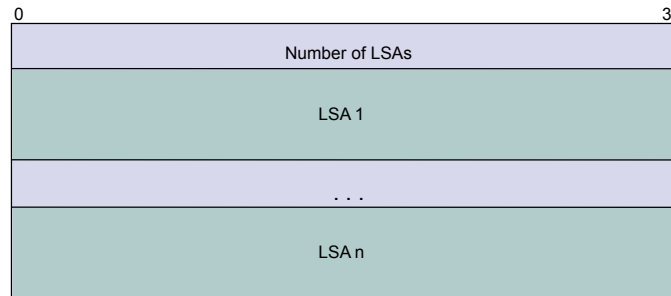 0 3
Number of LSAs
LSA 1
. . .
LSA n